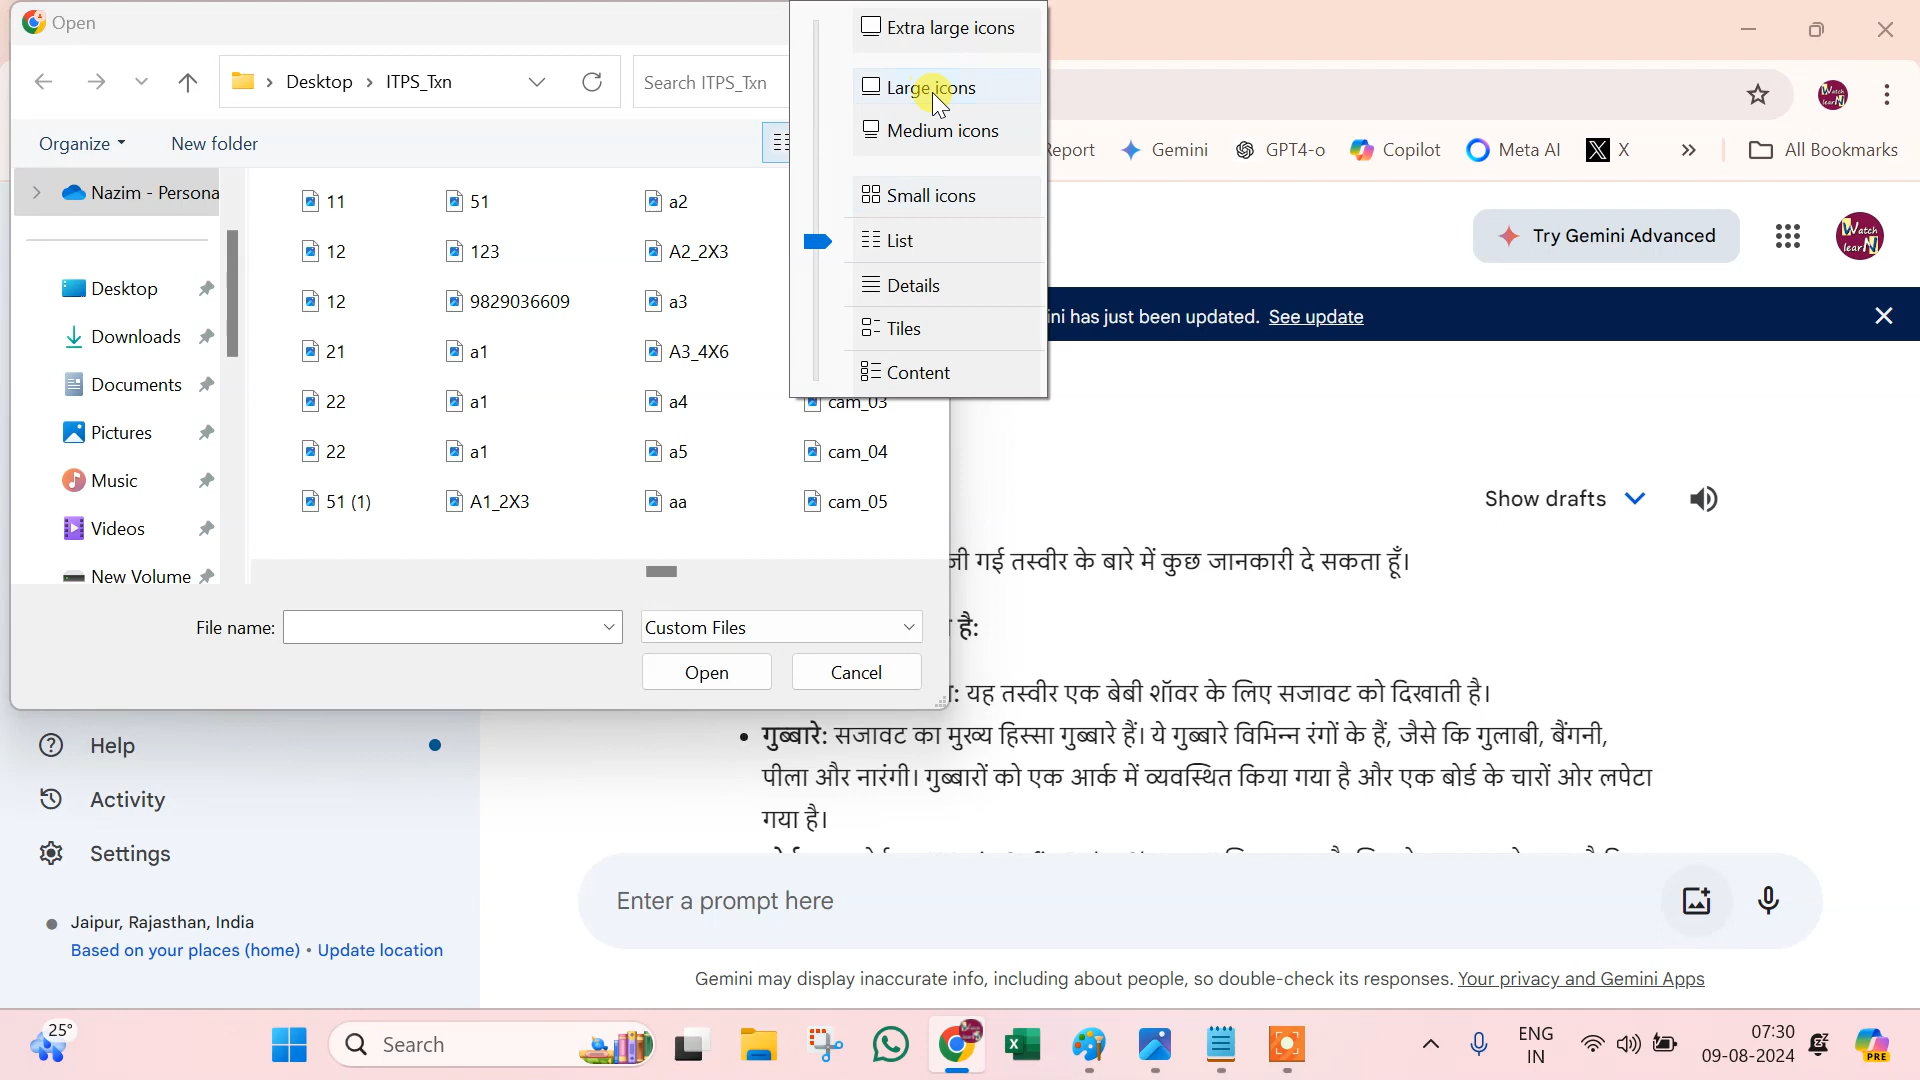 Open
Desktop > ITPS_Txn
Search ITPS_Txn
Organize
New folder
Nazim - Persona
Desktop
Downloads
Documents
Pictures
Music
Videos
New Volume
11
12
12
21
22
22
51 (1)
51
123
9829036609
a1
a1
a1
A1_2X3
a2
A2_2X3
a3
A3_4X6
a4
a5
aa
cam_03
cam_04
cam_05
File name:
Custom Files
Open
Cancel
Extra large icons
Large icons
Medium icons
Small icons
List
Details
Tiles
Content
Report
Gemini
GPT4-o
Copilot
Meta AI
X
»
All Bookmarks
Try Gemini Advanced
Watch learN
ini has just been updated. See update
Show drafts
जी गई तस्वीर के बारे में कुछ जानकारी दे सकता हूँ।
है:
: यह तस्वीर एक बेबी शॉवर के लिए सजावट को दिखाती है।
• गुब्बारे: सजावट का मुख्य हिस्सा गुब्बारे हैं। ये गुब्बारे विभिन्न रंगों के हैं, जैसे कि गुलाबी, बैंगनी,
पीला और नारंगी। गुब्बारों को एक आर्क में व्यवस्थित किया गया है और एक बोर्ड के चारों ओर लपेटा
गया है।
Help
Activity
Settings
Jaipur, Rajasthan, India
Based on your places (home) • Update location
Enter a prompt here
Gemini may display inaccurate info, including about people, so double-check its responses. Your privacy and Gemini Apps
25°
Search
ENG
IN
07:30
09-08-2024
PRE